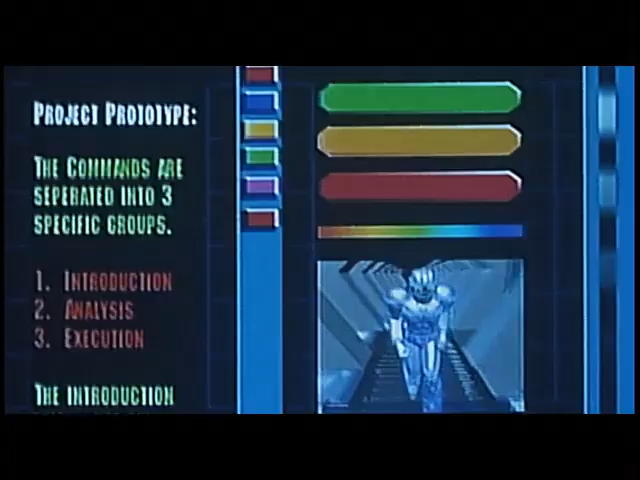 PROJECT PROTOTYPE:
THE COMMANDS ARE
SEPERATED INTO 3
SPECIFIC GROUPS.
1. INTRODUCTION
2. ANALYSIS
3. EXECUTION
THE INTRODUCTION